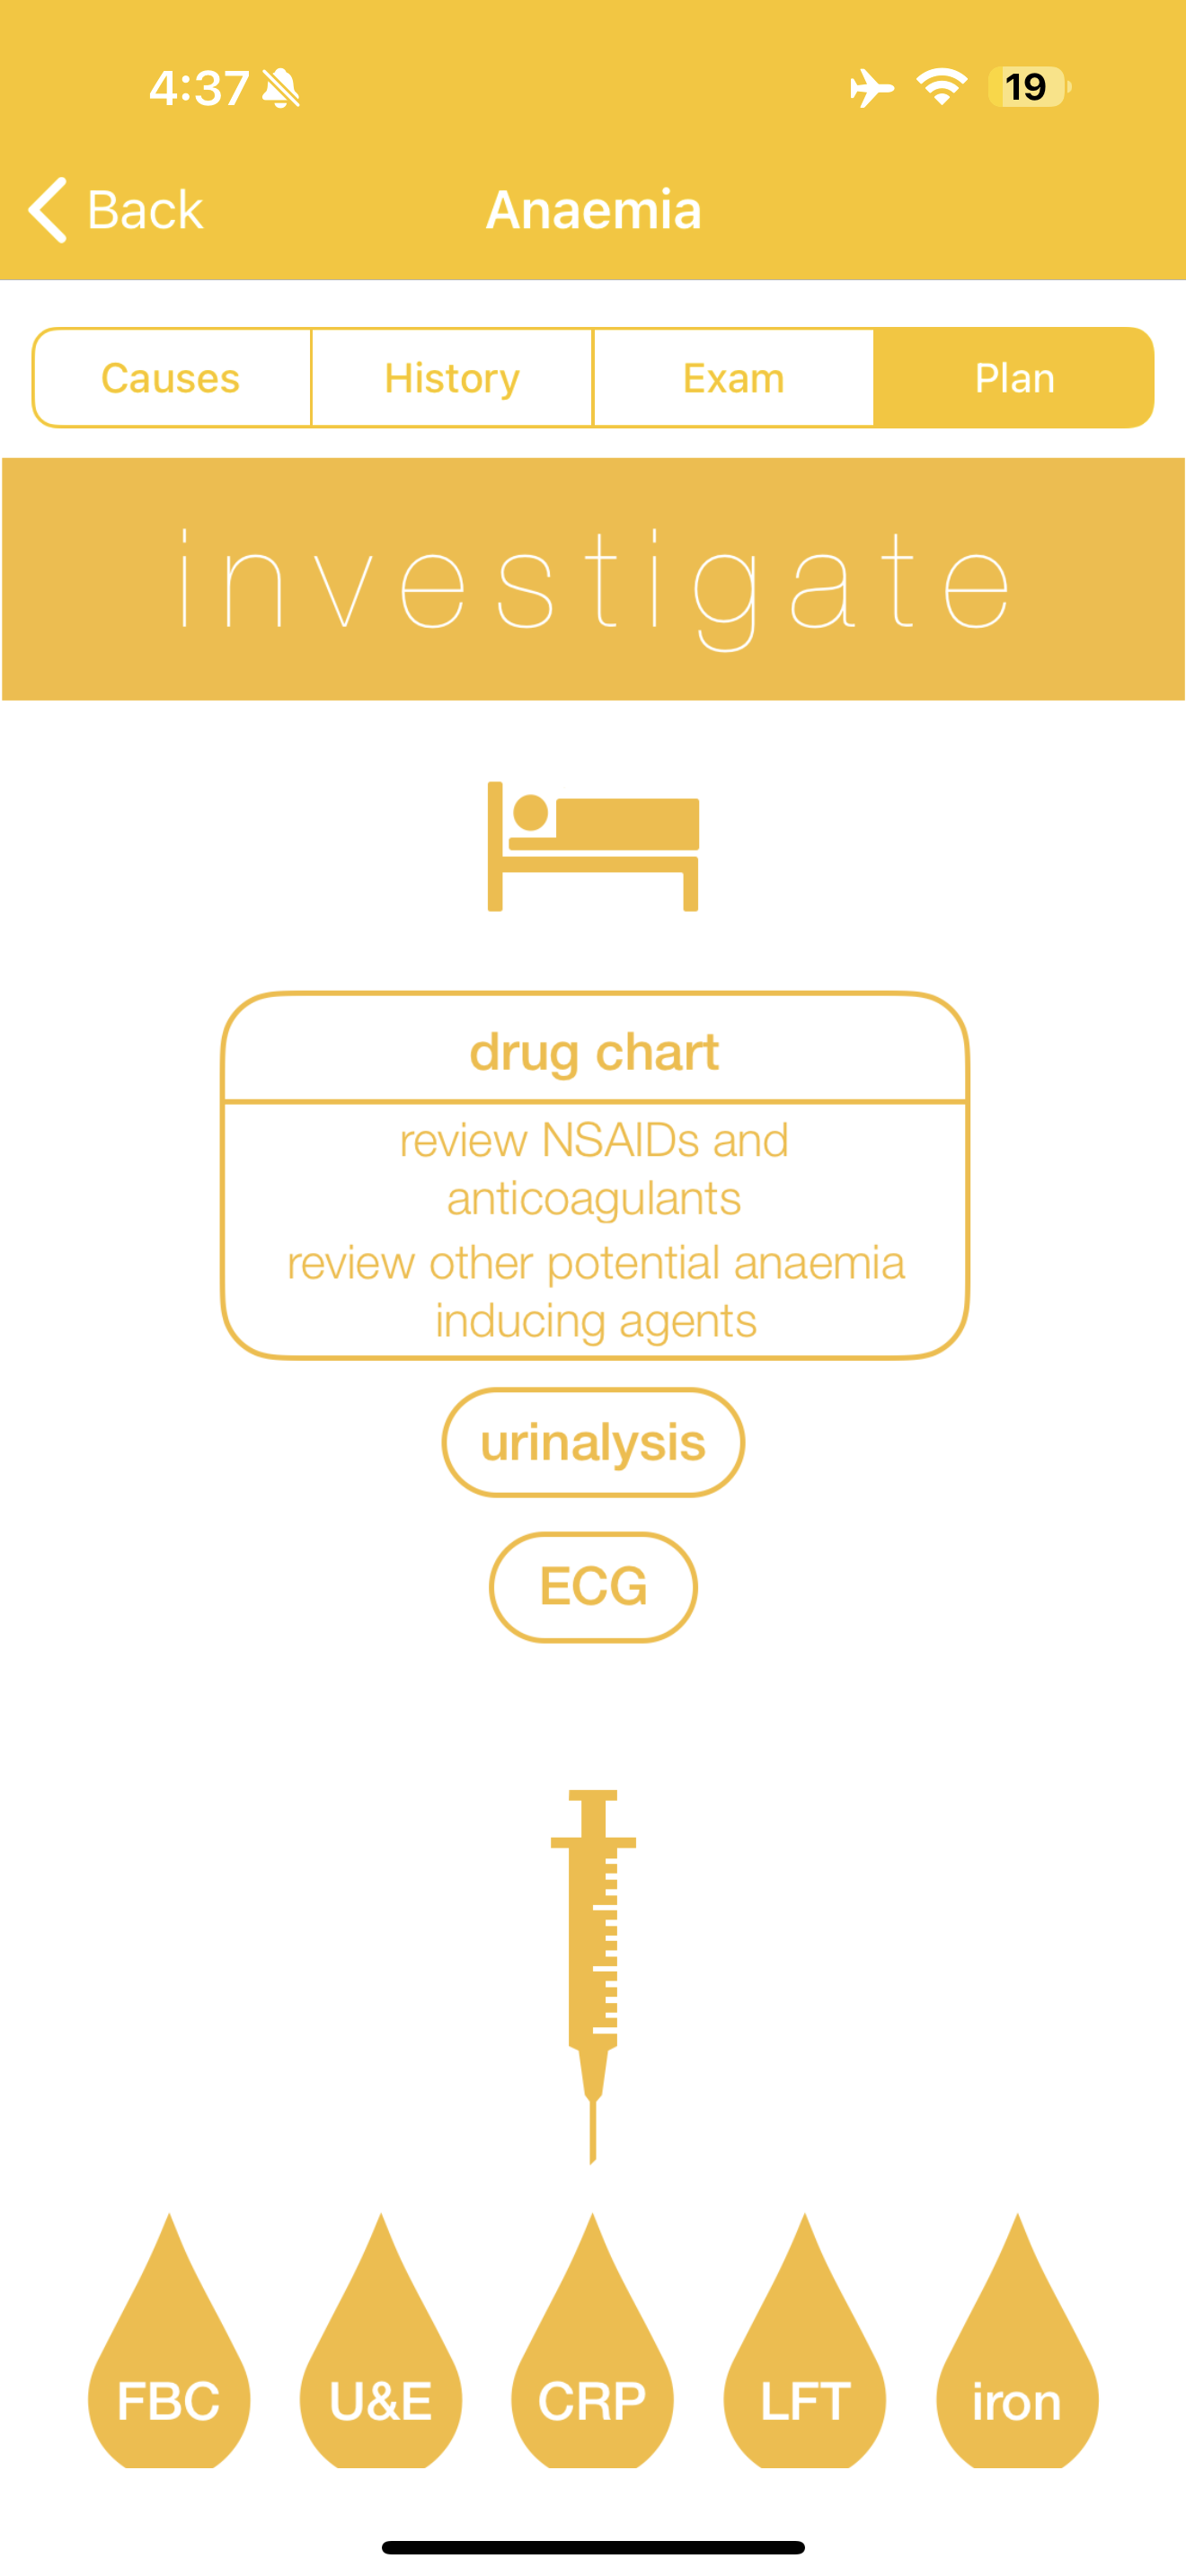 4:37
19
Back
Anaemia
Causes
History
Exam
Plan
investigate
drug chart
review NSAIDs and
anticoagulants
review other potential anaemia
inducing agents
urinalysis
ECG
FBC
U&E
CRP
LFT
iron